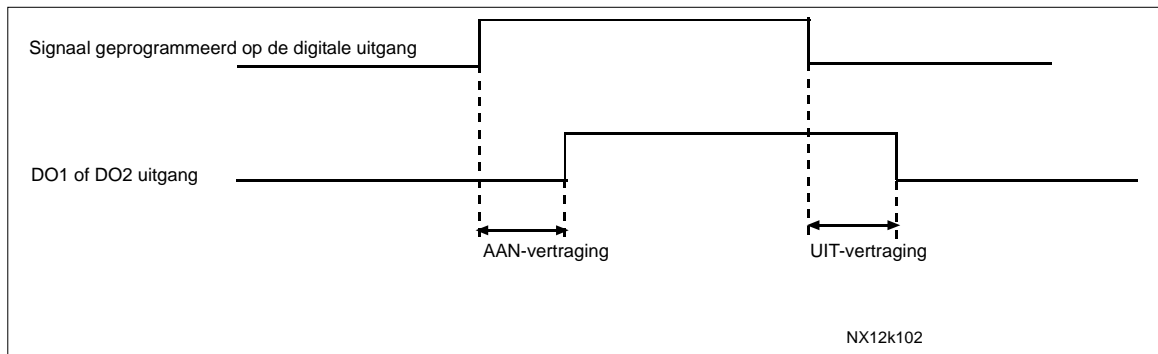 Signaal geprogrammeerd op de digitale uitgang
DO1 of DO2 uitgang
AAN-vertraging
UIT-vertraging
NX12k102